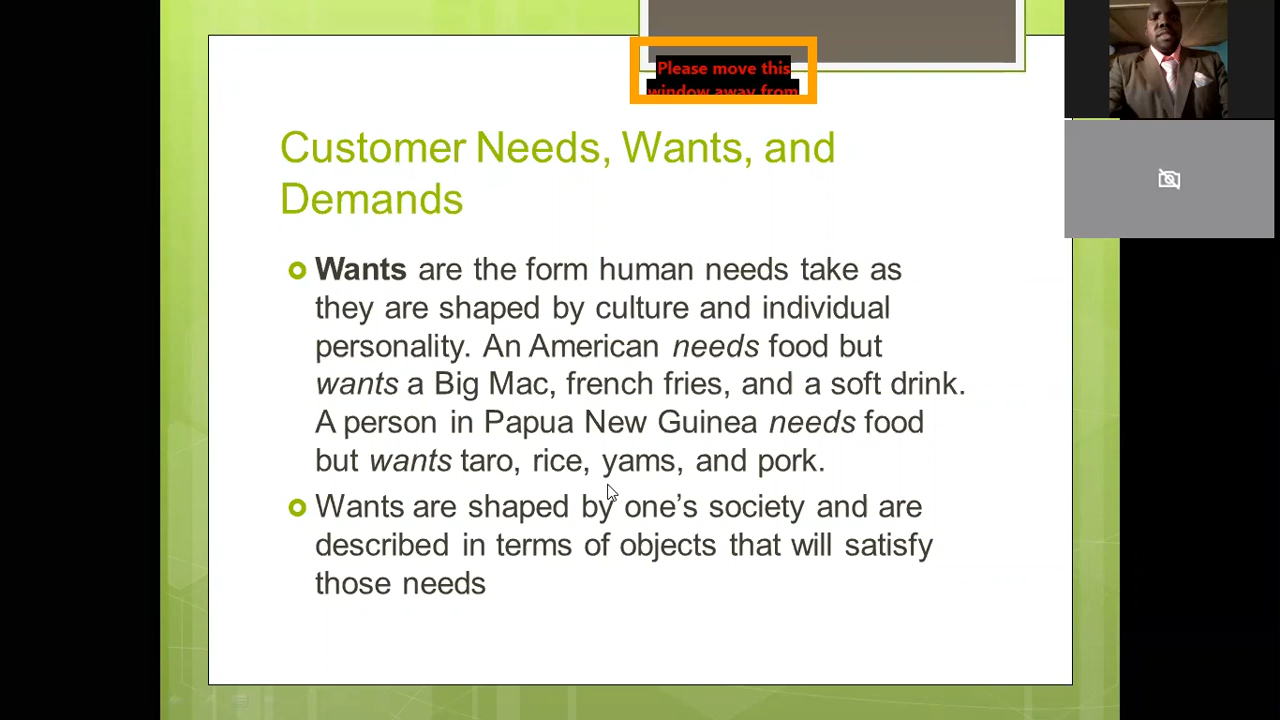 Please move this
window away from
Customer Needs, Wants, and
Demands
Wants are the form human needs take as
they are shaped by culture and individual
personality. An American needs food but
wants a Big Mac, french fries, and a soft drink.
A person in Papua New Guinea needs food
but wants taro, rice, yams, and pork.
Wants are shaped by one’s society and are
described in terms of objects that will satisfy
those needs